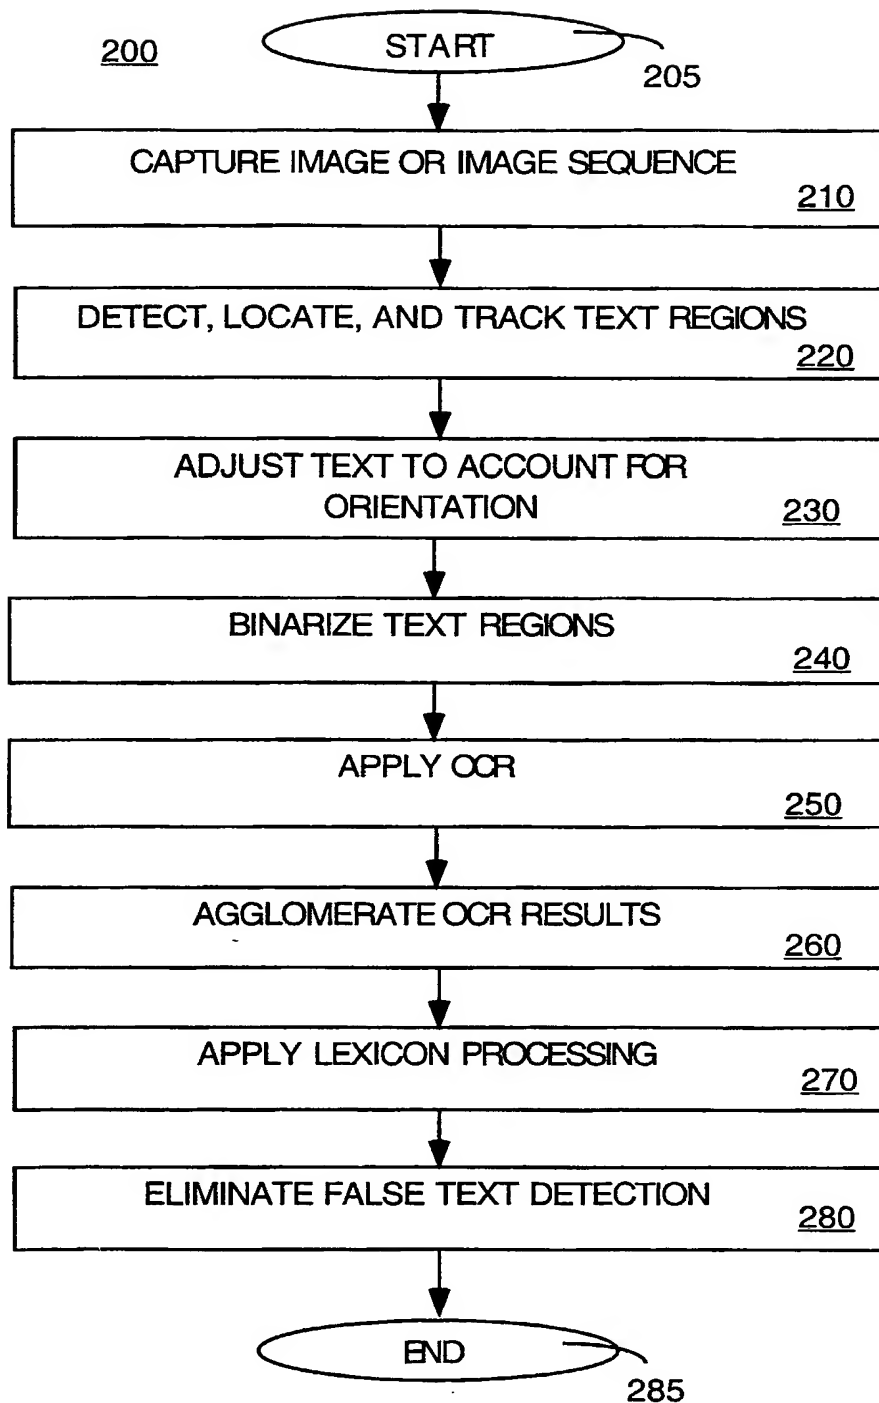 200
START
205
CAPTURE IMAGE OR IMAGE SEQUENCE
210
DETECT, LOCATE, AND TRACK TEXT REGIONS
220
ADJUST TEXT TO ACCOUNT FOR
ORIENTATION
230
BINARIZE TEXT REGIONS
240
APPLY OCR
250
AGGLOMERATE OCR RESULTS
260
APPLY LEXICON PROCESSING
270
ELIMINATE FALSE TEXT DETECTION
280
END
285